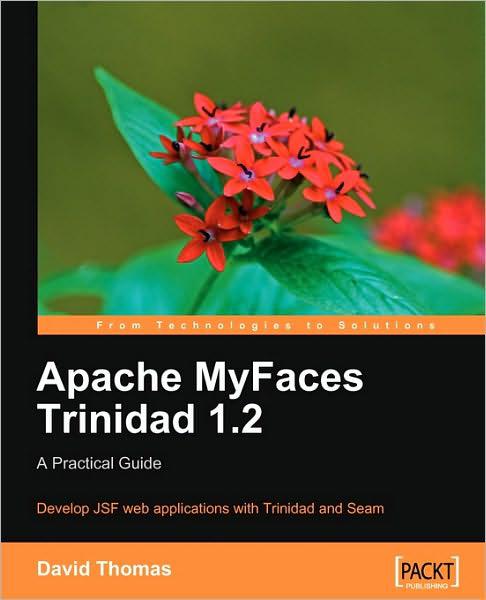 From Technologies to Solutions
Apache MyFaces
Trinidad 1.2
A Practical Guide
Develop JSF web applications with Trinidad and Seam
David Thomas
PACKT
PUBLISHING